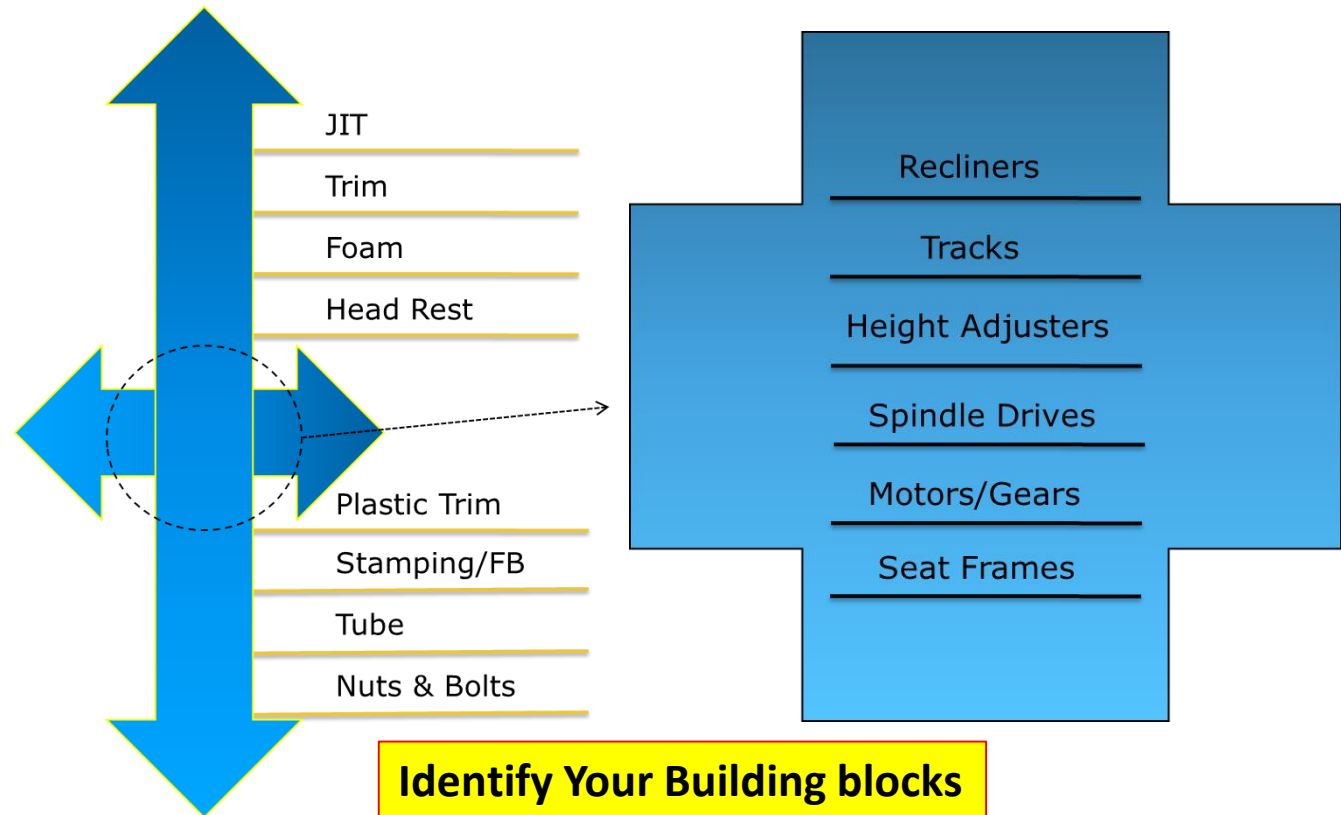 JIT
Trim
Foam
Head Rest
Plastic Trim
Stamping/FB
Tube
Nuts & Bolts
Recliners
Tracks
Height Adjusters
Spindle Drives
Motors/Gears
Seat Frames
Identify Your Building blocks